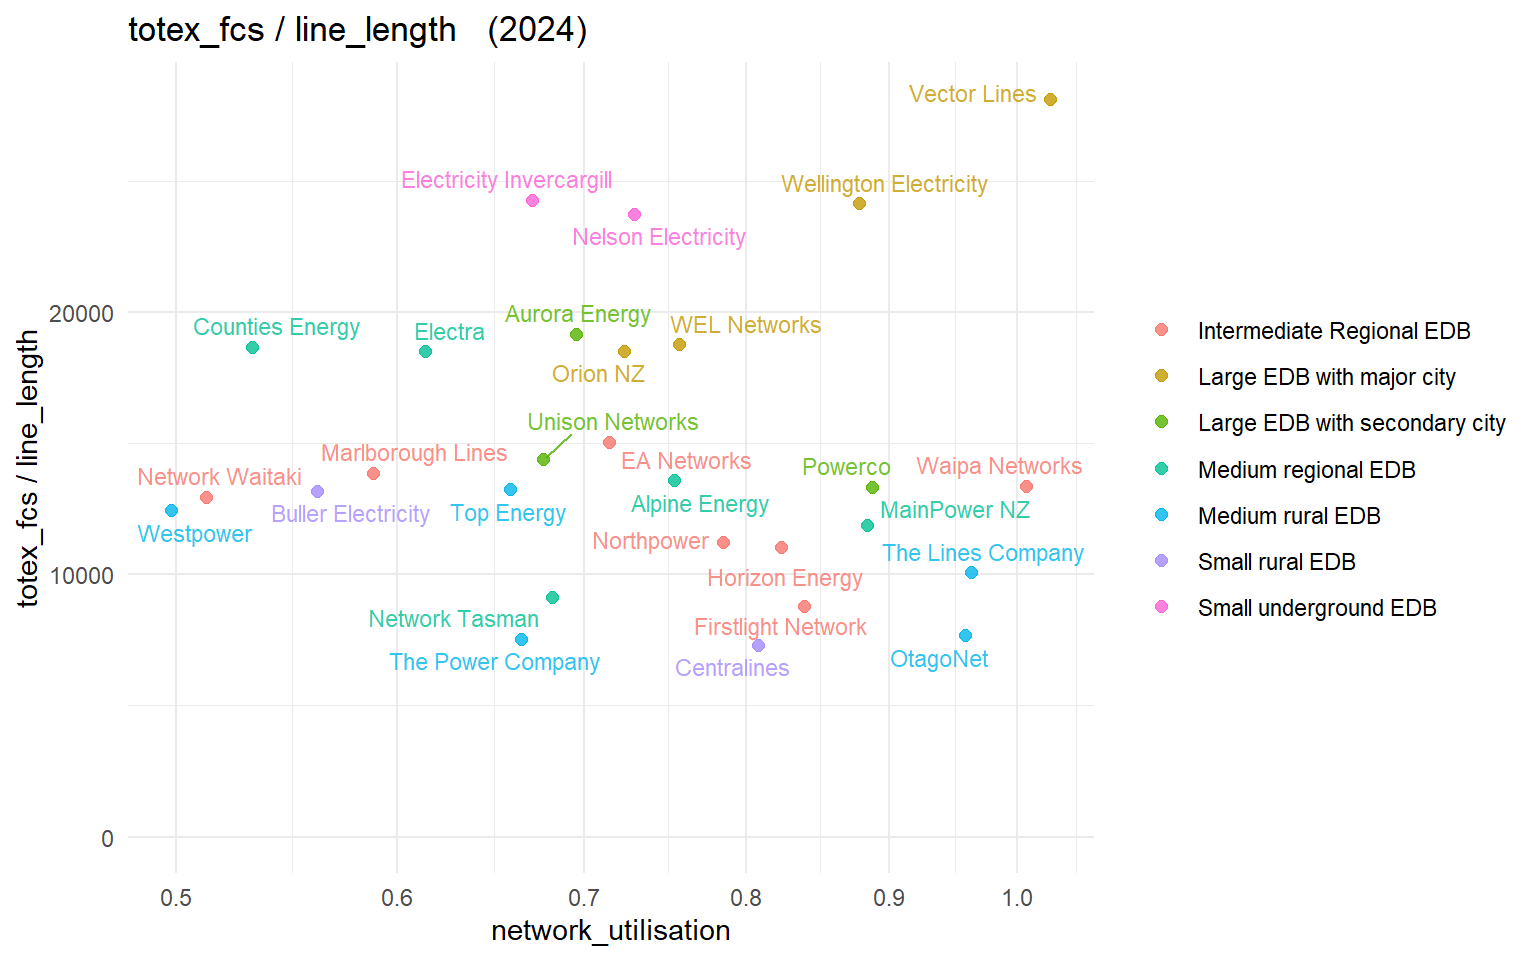 totex_fcs / line_length (2024)
Vector Lines
Electricity Invercargill
Wellington Electricity
Nelson Electricity
20000
Aurora Energy
Counties Energy
Electra
WEL Networks
Orion NZ
Unison Networks
Marlborough Lines
EA Networks
Powerco
Waipa Networks
Network Waitaki
Buller Electricity
Top Energy
Alpine Energy
MainPower NZ
Westpower
Northpower
The Lines Company
10000
Horizon Energy
Network Tasman
Firstlight Network
The Power Company
Centralines
OtagoNet
0
totex_fcs / line_length
0.5 0.6 0.7 0.8 0.9 1.0
network_utilisation
Intermediate Regional EDB
Large EDB with major city
Large EDB with secondary city
Medium regional EDB
Medium rural EDB
Small rural EDB
Small underground EDB